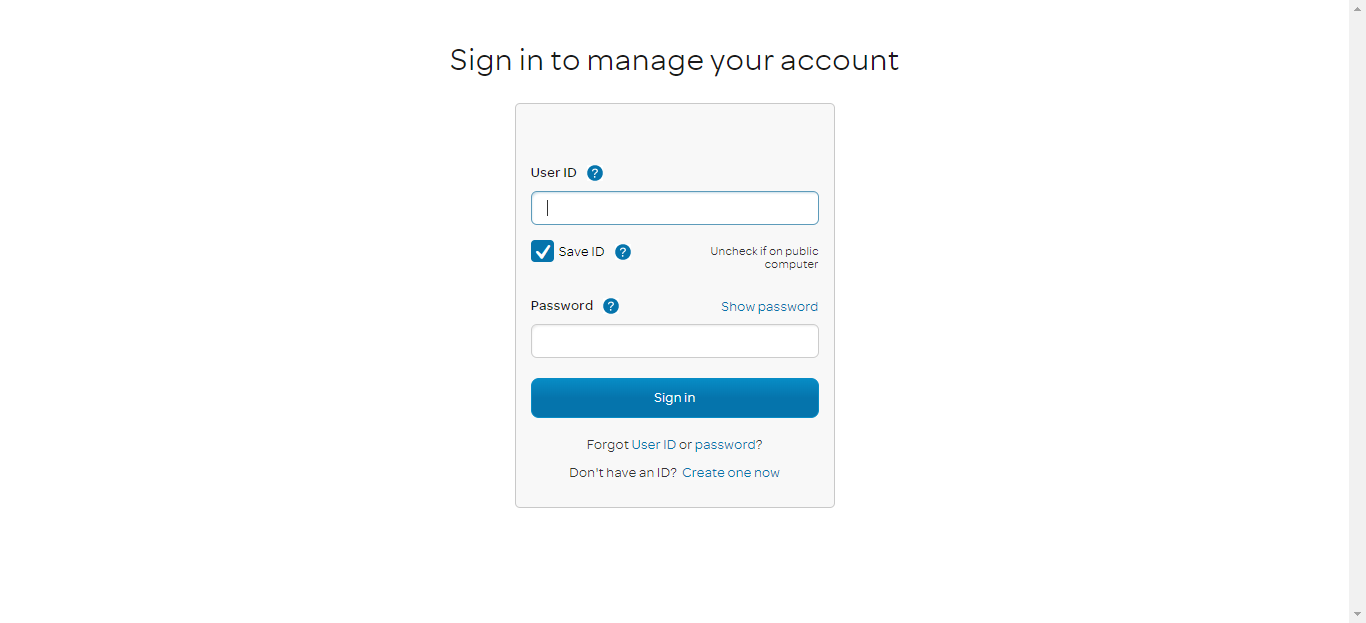 Sign in to manage your account
User ID ?
Save ID ? Uncheck if on public
computer
Password ? Show password
Sign in
Forgot User ID or password?
Don't have an ID? Create one now